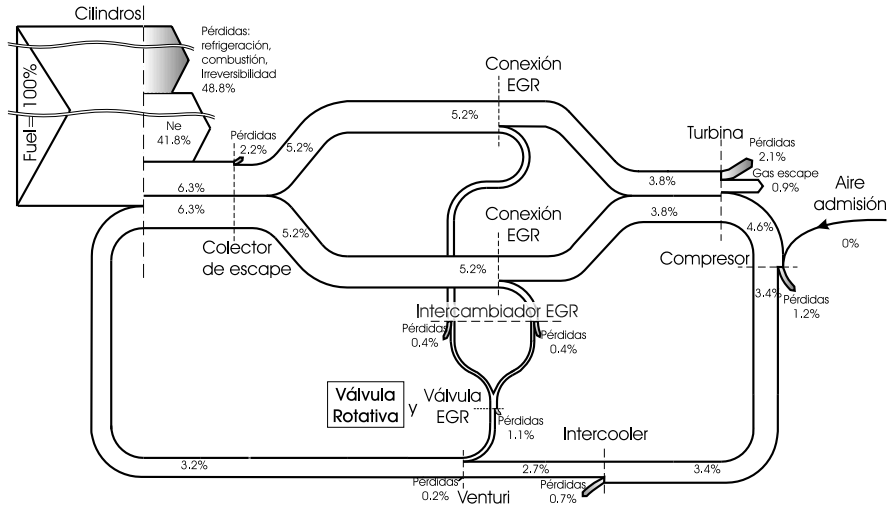 Cilindros
Pérdidas:
refrigeración,
combustión,
Irreversibilidad
48.8%
Fuel=100%
Ne
41.8%
Pérdidas
2.2%
5.2%
5.2%
Conexión
EGR
Turbina
Pérdidas
2.1%
Gas escape
0.9%
3.8%
6.3%
6.3%
3.8%
Aire
admisión
0%
4.6%
Colector
de escape
5.2%
5.2%
Conexión
EGR
Compresor
3.4%
Pérdidas
1.2%
Intercambiador EGR
Pérdidas
0.4%
Pérdidas
0.4%
Válvula
Rotativa
y
Válvula
EGR
Pérdidas
1.1%
Intercooler
3.2%
2.7%
3.4%
Pérdidas
0.2%
Venturi
Pérdidas
0.7%